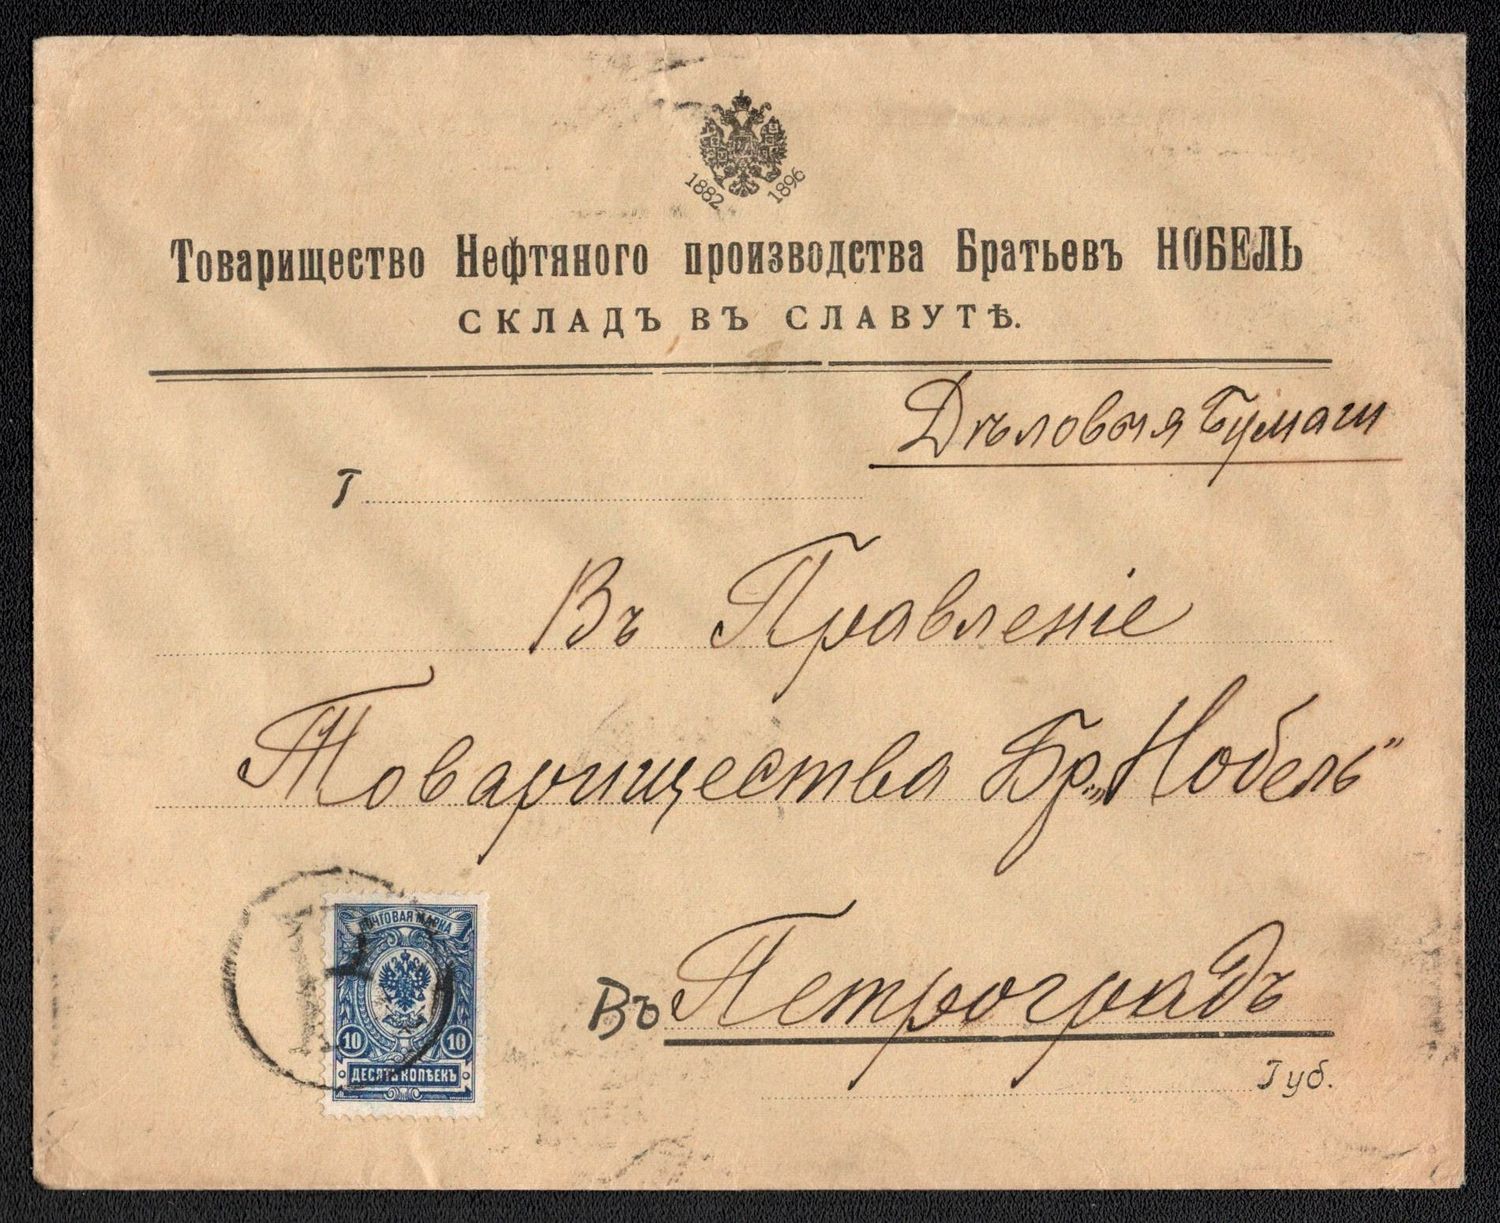 1882 1896
Товарищество Нефтяного производства Братьевъ НОБЕЛЬ
СКЛАДЪ ВЪ СЛАВУТѢ.
Дѣловыя Бумаги
Г
Въ Правленіе
Товарищества Бр. „Нобель“
Въ Петроградъ
Губ.
ПОЧТОВАЯ МАРКА
10 10
ДЕСЯТЬ КОПѢЕКЪ